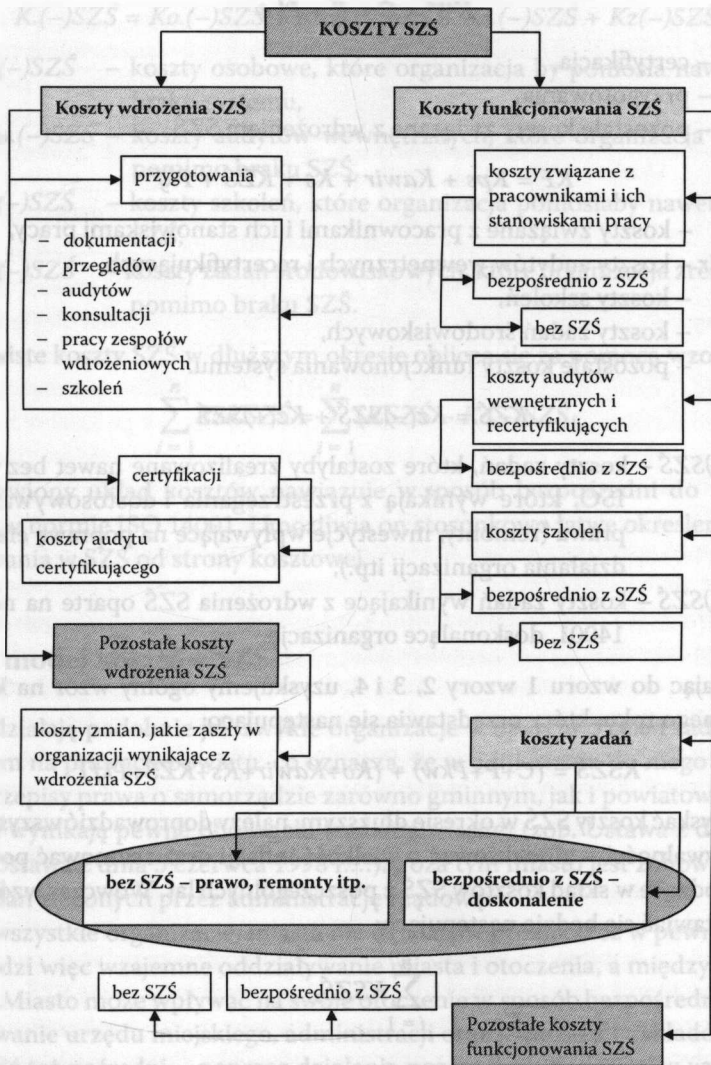 KOSZTY SZŚ
Koszty wdrożenia SZŚ
przygotowania
– dokumentacji
– przeglądów
– audytów
– konsultacji
– pracy zespołów
wdrożeniowych
– szkoleń
certyfikacji
koszty audytu
certyfikującego
Pozostałe koszty
wdrożenia SZŚ
koszty zmian, jakie zaszły w
organizacji wynikające z
wdrożenia SZŚ
Koszty funkcjonowania SZŚ
koszty związane z
pracownikami i ich
stanowiskami pracy
bezpośrednio z SZŚ
bez SZŚ
koszty audytów
wewnętrznych i
recertyfikujących
bezpośrednio z SZŚ
koszty szkoleń
bezpośrednio z SZŚ
bez SZŚ
koszty zadań
bez SZŚ – prawo, remonty itp.
bezpośrednio z SZŚ –
doskonalenie
bez SZŚ
bezpośrednio z SZŚ
Pozostałe koszty
funkcjonowania SZŚ